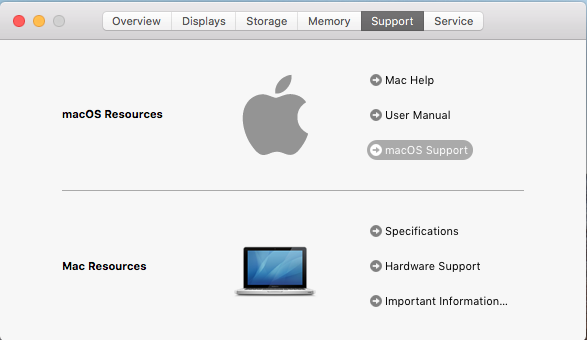 Overview Displays Storage Memory Support Service
macOS Resources
Mac Help
User Manual
macOS Support
Mac Resources
Specifications
Hardware Support
Important Information...